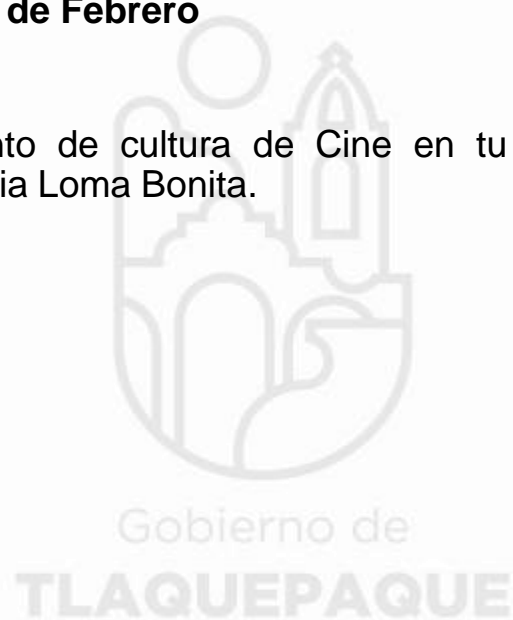 de Febrero
nto de cultura de Cine en tu
ia Loma Bonita.
Gobierno de
TLAQUEPAQUE